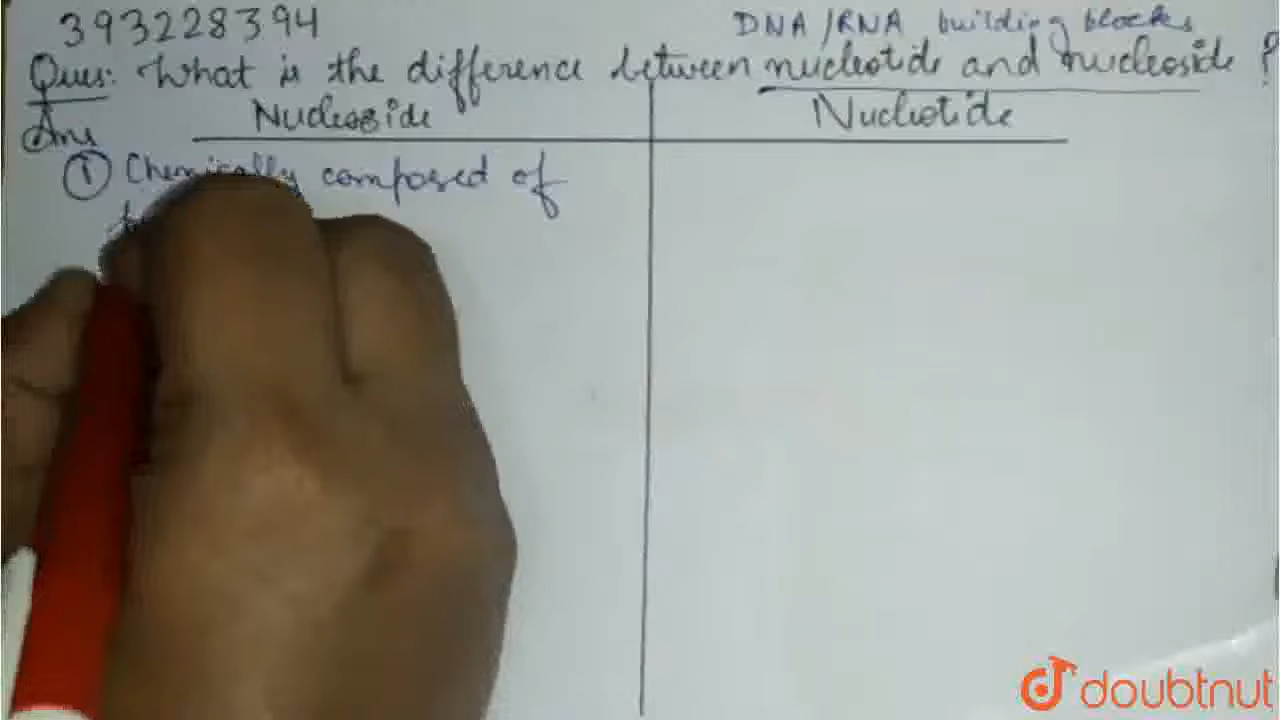 393228394
DNA/RNA building blocks
Ques: What is the difference between nucleotide and nucleoside ?
Ans
Nucleoside
Nucleotide
① Chemically composed of
doubtnut